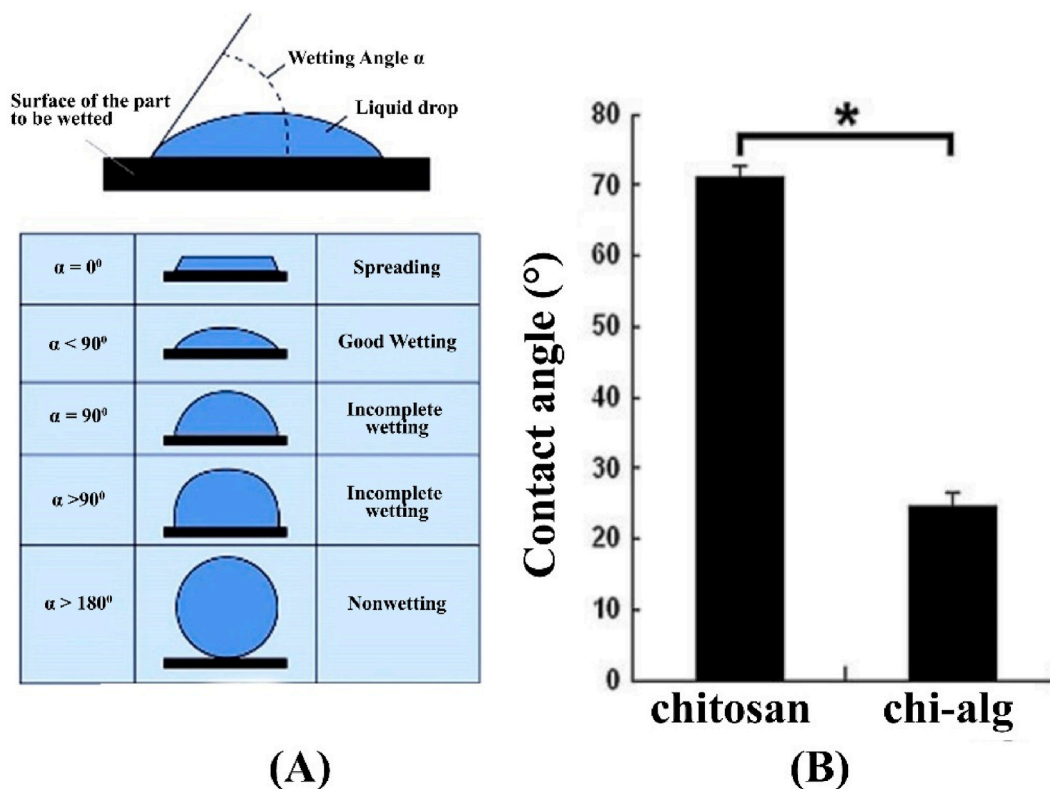 Wetting Angle α
Surface of the part
to be wetted
Liquid drop
α = 0⁰
Spreading
α < 90⁰
Good Wetting
α = 90⁰
Incomplete
wetting
α >90⁰
Incomplete
wetting
α > 180⁰
Nonwetting
(A)
*
80
70
60
50
40
30
20
10
0
Contact angle (°)
chitosan
chi-alg
(B)